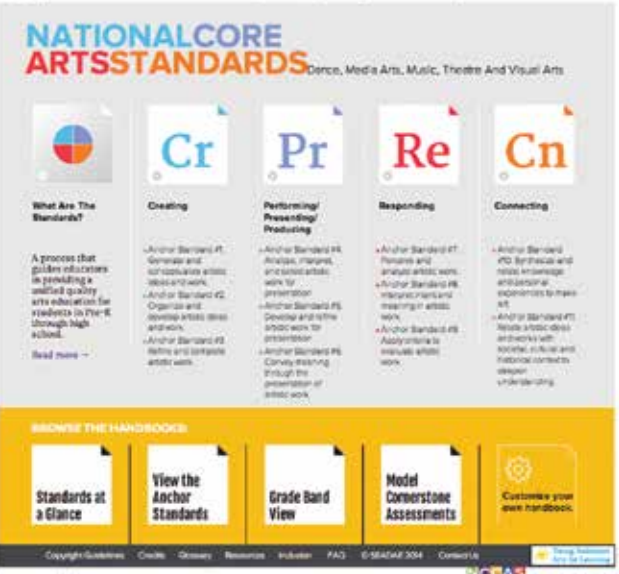 NATIONALCORE
ARTSSTANDARDS Dance, Media Arts, Music, Theatre And Visual Arts
Cr
Pr
Re
Cn
What Are The
Standards?
A process that
guides educators
in providing a
unified quality
arts education for
students in Pre-K
through high
school.
Read more →
Creating
Anchor Standard #1.
Generate and
conceptualize artistic
ideas and work.
Anchor Standard #2.
Organize and
develop artistic ideas
and work.
Anchor Standard #3.
Refine and complete
artistic work.
Performing/
Presenting/
Producing
Anchor Standard #4.
Analyze, interpret,
and select artistic
work for
presentation.
Anchor Standard #5.
Develop and refine
artistic work for
presentation.
Anchor Standard #6.
Convey meaning
through the
presentation of
artistic work.
Responding
Anchor Standard #7.
Perceive and
analyze artistic work.
Anchor Standard #8.
Interpret intent and
meaning in artistic
work.
Anchor Standard #9.
Apply criteria to
evaluate artistic
work.
Connecting
Anchor Standard
#10. Synthesize and
relate knowledge
and personal
experiences to make
art.
Anchor Standard #11.
Relate artistic ideas
and works with
societal, cultural and
historical context to
deepen
understanding.
BROWSE THE HANDBOOKS:
Standards at
a Glance
View the
Anchor
Standards
Grade Band
View
Model
Cornerstone
Assessments
Customize your
own handbook.
Copyright Guidelines Credits Glossary Resources Inclusion FAQ © SEADAE 2014 Contact Us